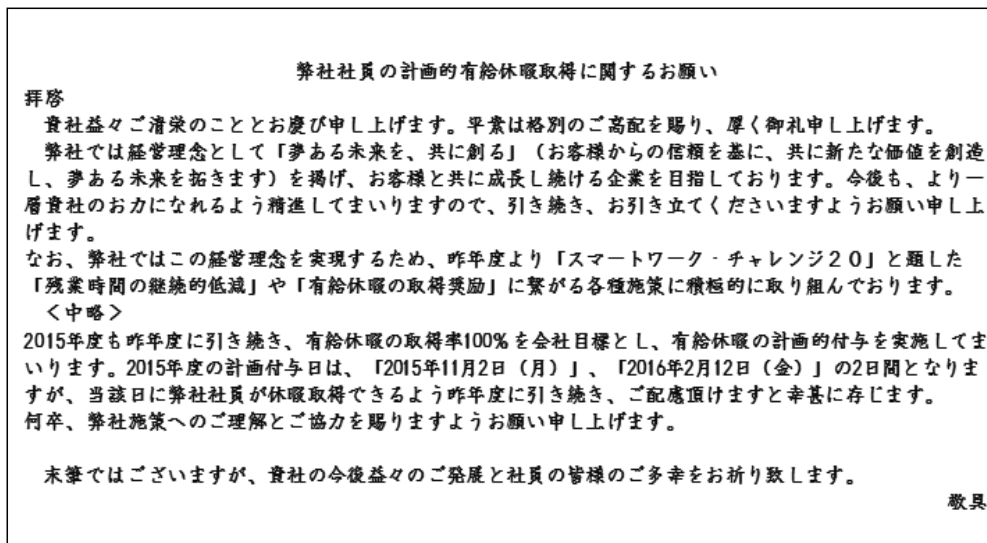 弊社社員の計画的有給休暇取得に関するお願い
拝啓
貴社益々ご清栄のこととお慶び申し上げます。平素は格別のご高配を賜り、厚く御礼申し上げます。
弊社では経営理念として「夢ある未来を、共に創る」（お客様からの信頼を基に、共に新たな価値を創造
し、夢ある未来を拓きます）を掲げ、お客様と共に成長し続ける企業を目指しております。今後も、より一
層貴社のお力になれるよう精進してまいりますので、引き続き、お引き立てくださいますようお願い申し上
げます。
なお、弊社ではこの経営理念を実現するため、昨年度より「スマートワーク・チャレンジ２０」と題した
「残業時間の継続的低減」や「有給休暇の取得奨励」に繋がる各種施策に積極的に取り組んでおります。
＜中略＞
2015年度も昨年度に引き続き、有給休暇の取得率100%を会社目標とし、有給休暇の計画的付与を実施してま
いります。2015年度の計画付与日は、「2015年11月2日（月）」、「2016年2月12日（金）」の2日間となりま
すが、当該日に弊社社員が休暇取得できるよう昨年度に引き続き、ご配慮頂けますと幸甚に存じます。
何卒、弊社施策へのご理解とご協力を賜りますようお願い申し上げます。
末筆ではございますが、貴社の今後益々のご発展と社員の皆様のご多幸をお祈り致します。
敬具